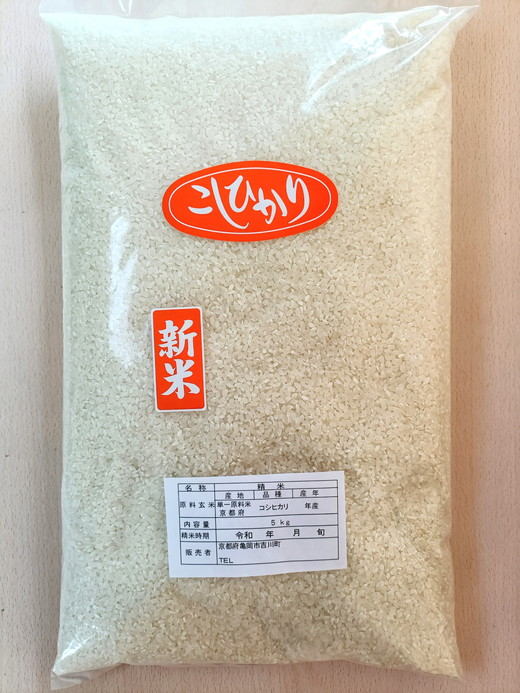 こしひかり
新米
名称 精米
産地 品種 産年
原料玄米 単一原料米 コシヒカリ 年産
京都府
内容量 5kg
精米時期 令和 年 月 旬
販売者 京都府亀岡市吉川町
TEL